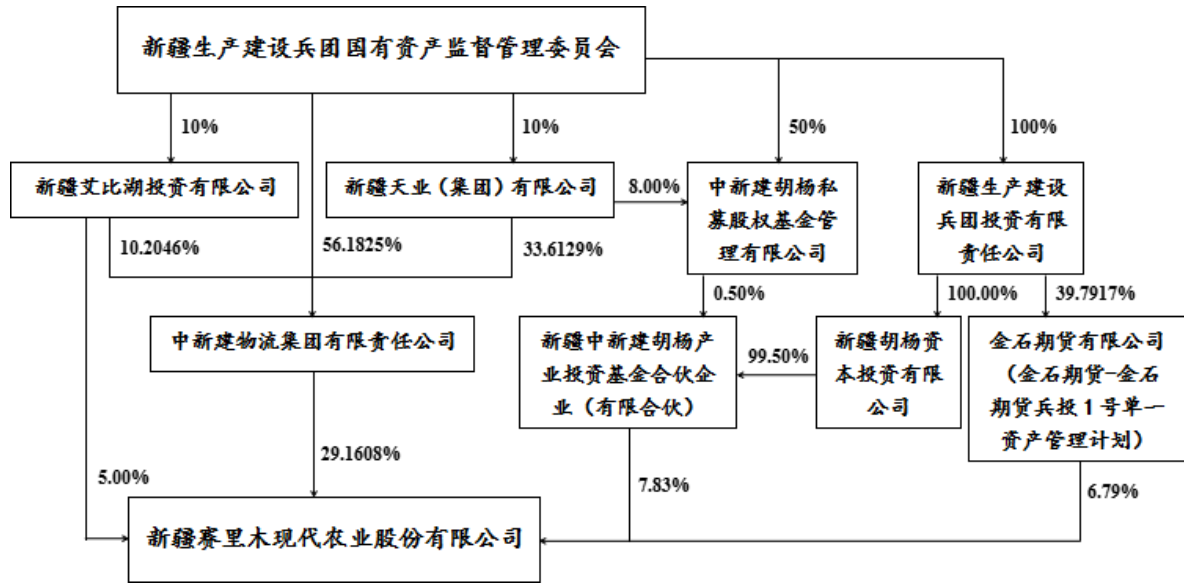 新疆生产建设兵团国有资产监督管理委员会
10%
10%
50%
100%
新疆艾比湖投资有限公司
新疆天业（集团）有限公司
8.00%
中新建胡杨私
募股权基金管
理有限公司
新疆生产建设
兵团投资有限
责任公司
10.2046%
56.1825%
33.6129%
0.50%
100.00%
39.7917%
中新建物流集团有限责任公司
新疆中新建胡杨产
业投资基金合伙企
业（有限合伙）
99.50%
新疆胡杨资
本投资有限
公司
金石期货有限公司
（金石期货-金石
期货兵投1号单一
资产管理计划）
5.00%
29.1608%
7.83%
6.79%
新疆赛里木现代农业股份有限公司